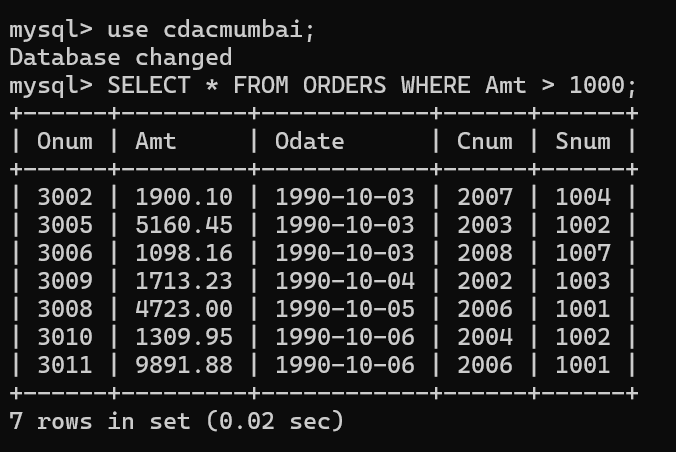 mysql> use cdacmumbai;
Database changed
mysql> SELECT * FROM ORDERS WHERE Amt > 1000;
+------+---------+------------+------+------+
| Onum | Amt     | Odate      | Cnum | Snum |
+------+---------+------------+------+------+
| 3002 | 1900.10 | 1990-10-03 | 2007 | 1004 |
| 3005 | 5160.45 | 1990-10-03 | 2003 | 1002 |
| 3006 | 1098.16 | 1990-10-03 | 2008 | 1007 |
| 3009 | 1713.23 | 1990-10-04 | 2002 | 1003 |
| 3008 | 4723.00 | 1990-10-05 | 2006 | 1001 |
| 3010 | 1309.95 | 1990-10-06 | 2004 | 1002 |
| 3011 | 9891.88 | 1990-10-06 | 2006 | 1001 |
+------+---------+------------+------+------+
7 rows in set (0.02 sec)